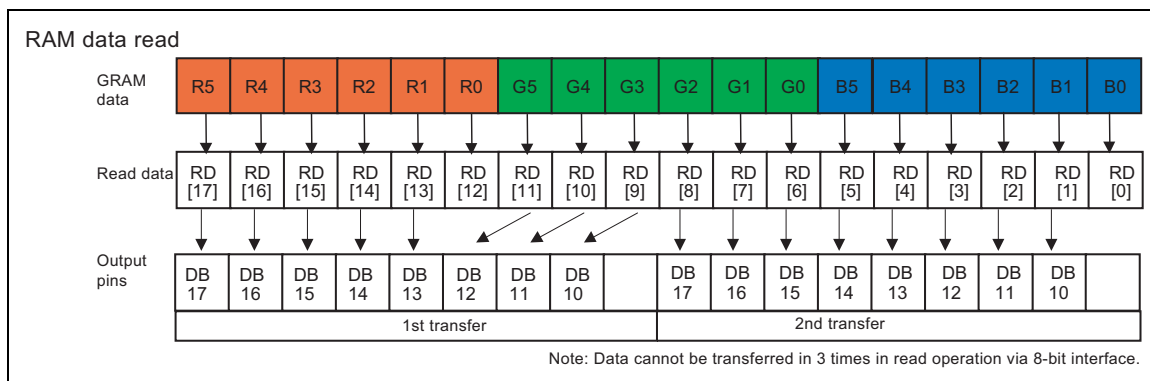 RAM data read
GRAM data R5 R4 R3 R2 R1 R0 G5 G4 G3 G2 G1 G0 B5 B4 B3 B2 B1 B0
Read data RD [17] RD [16] RD [15] RD [14] RD [13] RD [12] RD [11] RD [10] RD [9] RD [8] RD [7] RD [6] RD [5] RD [4] RD [3] RD [2] RD [1] RD [0]
Output pins DB 17 DB 16 DB 15 DB 14 DB 13 DB 12 DB 11 DB 10 DB 17 DB 16 DB 15 DB 14 DB 13 DB 12 DB 11 DB 10
1st transfer 2nd transfer
Note: Data cannot be transferred in 3 times in read operation via 8-bit interface.